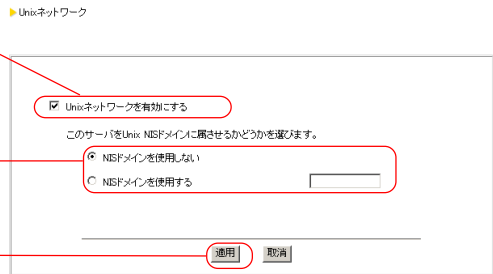 Unixネットワーク
Unixネットワークを有効にする
このサーバをUnix NISドメインに属させるかどうかを選びます。
NISドメインを使用しない
NISドメインを使用する
適用 取消